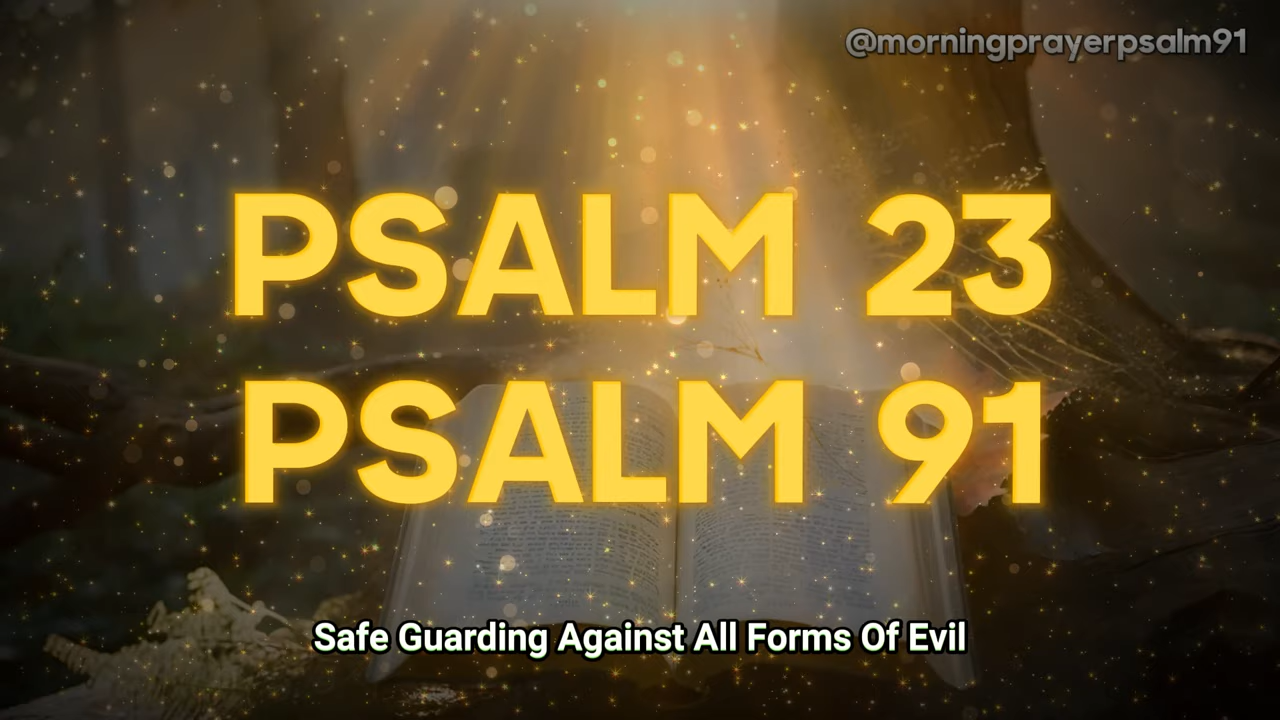 @morningprayerpsalm91
PSALM 23
PSALM 91
Safe Guarding Against All Forms Of Evil